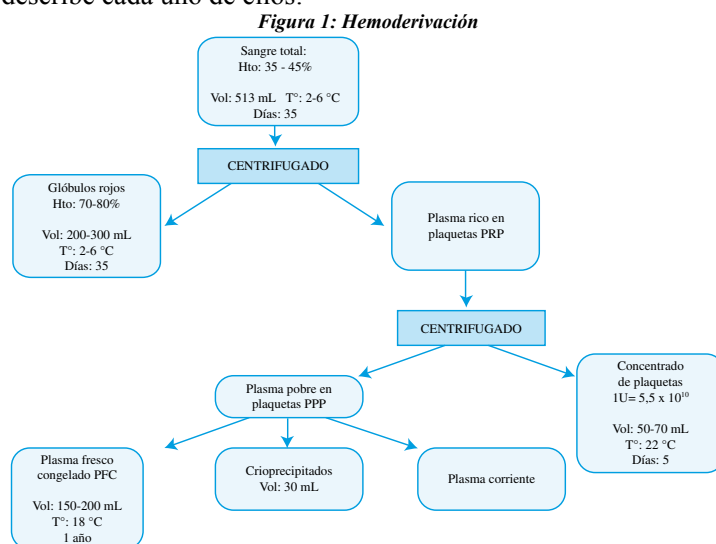 describe cada uno de ellos:
Figura 1: Hemoderivación
Sangre total:
Hto: 35 - 45%
Vol: 513 mL T°: 2-6 °C
Días: 35
CENTRIFUGADO
Glóbulos rojos
Hto: 70-80%
Vol: 200-300 mL
T°: 2-6 °C
Días: 35
Plasma rico en
plaquetas PRP
CENTRIFUGADO
Plasma pobre en
plaquetas PPP
Concentrado
de plaquetas
1U= 5,5 x 10¹⁰
Vol: 50-70 mL
T°: 22 °C
Días: 5
Plasma fresco
congelado PFC
Vol: 150-200 mL
T°: 18 °C
1 año
Crioprecipitados
Vol: 30 mL
Plasma corriente